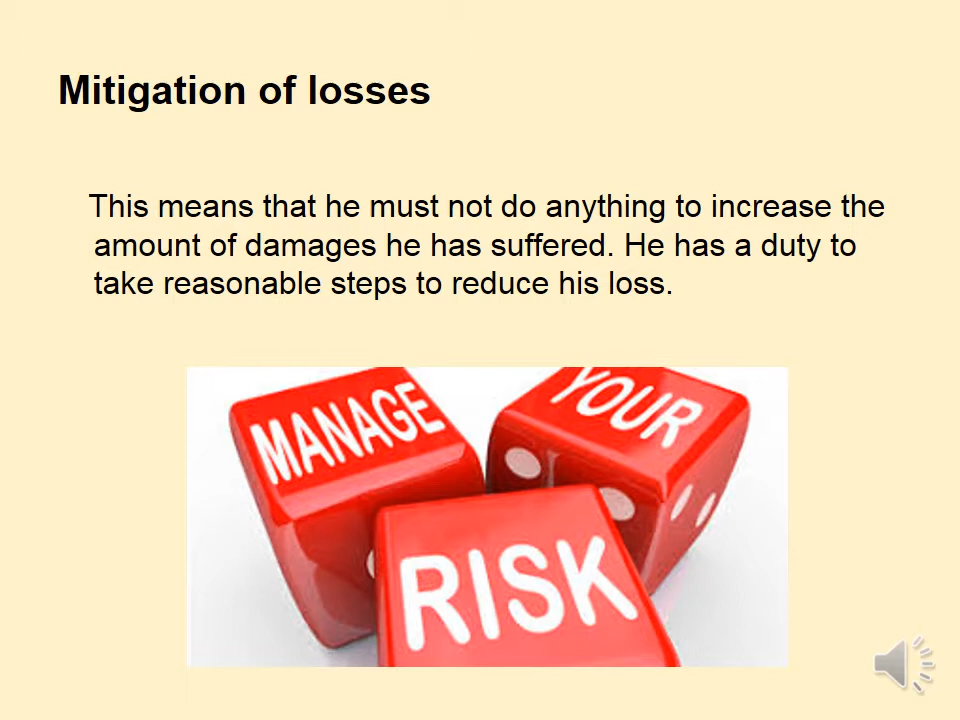 Mitigation of losses
This means that he must not do anything to increase the
amount of damages he has suffered. He has a duty to
take reasonable steps to reduce his loss.
MANAGE
YOUR
RISK